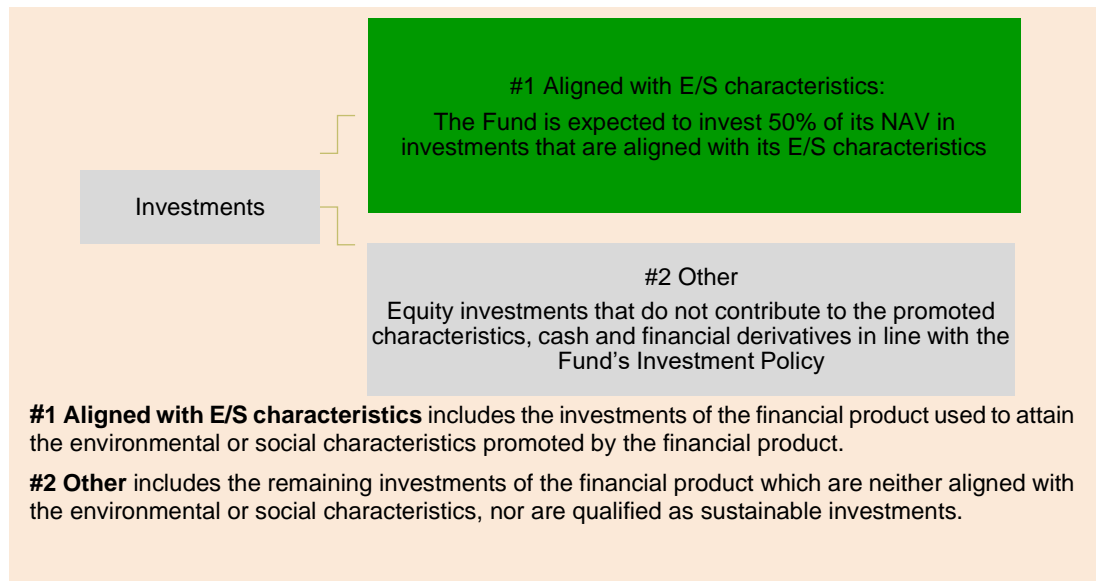 #1 Aligned with E/S characteristics:
The Fund is expected to invest 50% of its NAV in
investments that are aligned with its E/S characteristics
Investments
#2 Other
Equity investments that do not contribute to the promoted
characteristics, cash and financial derivatives in line with the
Fund's Investment Policy
#1 Aligned with E/S characteristics includes the investments of the financial product used to attain
the environmental or social characteristics promoted by the financial product.
#2 Other includes the remaining investments of the financial product which are neither aligned with
the environmental or social characteristics, nor are qualified as sustainable investments.